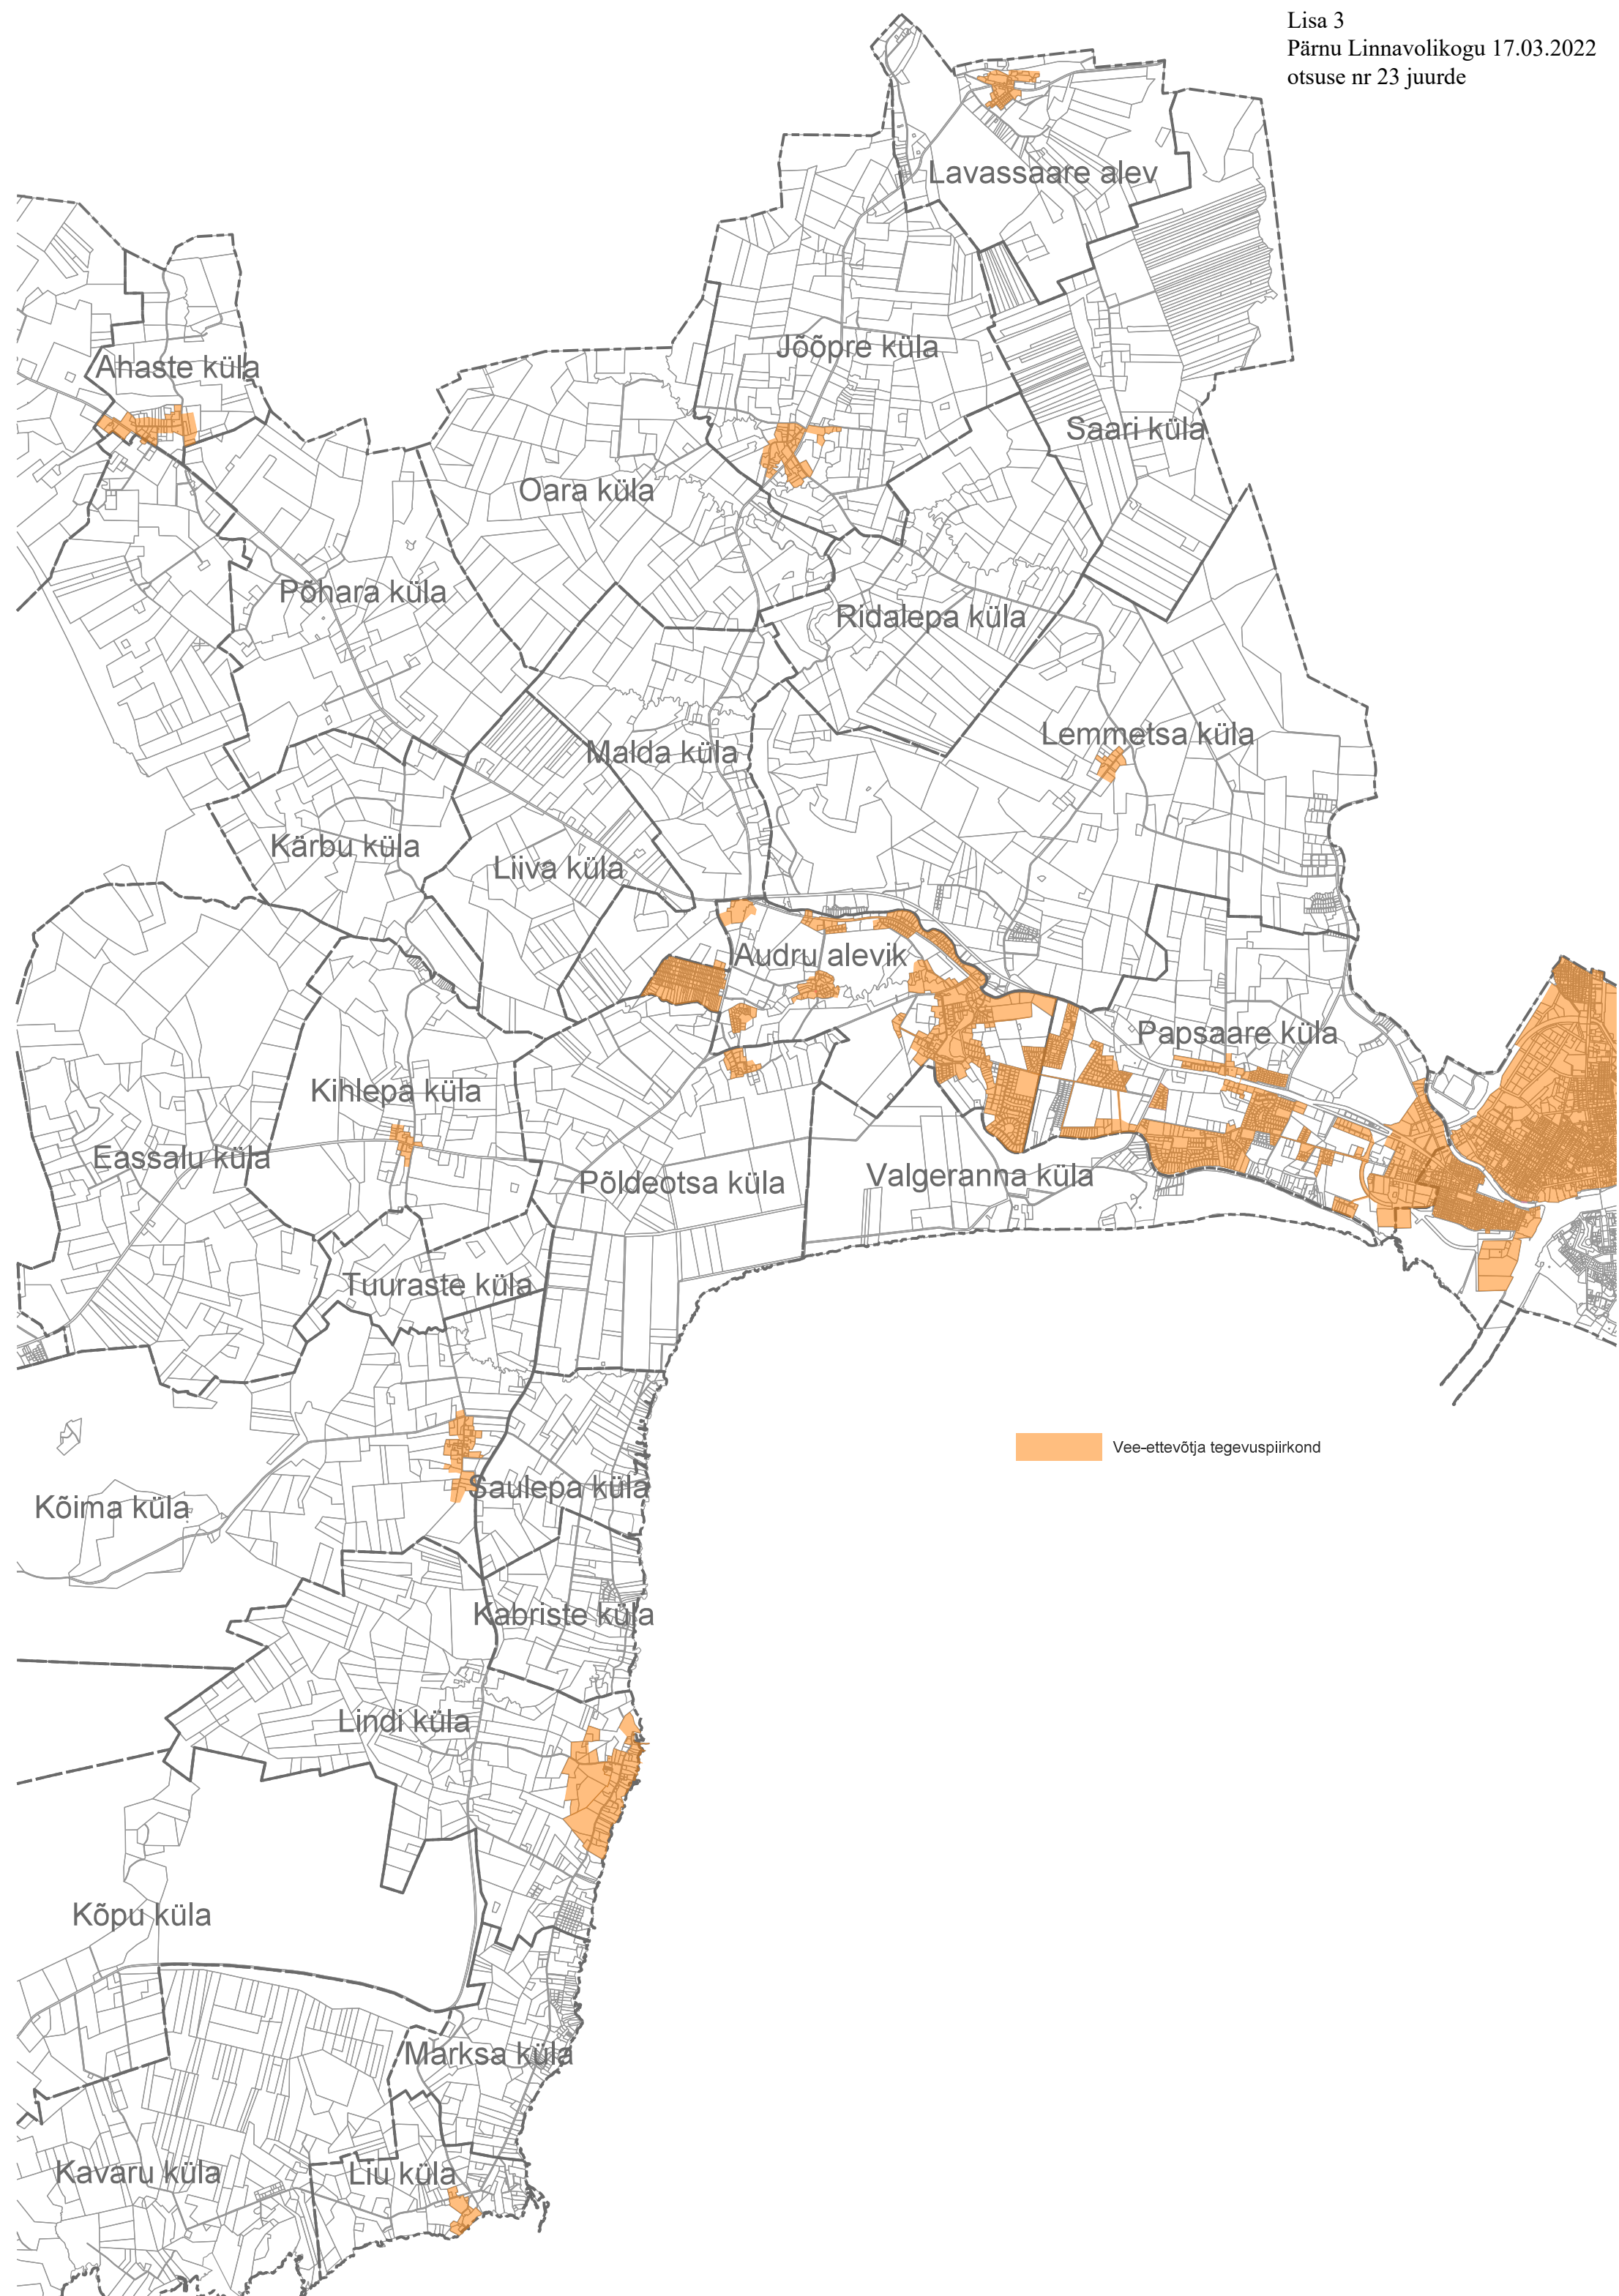 Lisa 3
Pärnu Linnavolikogu 17.03.2022
otsuse nr 23 juurde
Lavassaare alev
Jõõpre küla
Ahaste küla
Saari küla
Oara küla
Põhara küla
Ridalepa küla
Lemmetsa küla
Malda küla
Kärbu küla
Liiva küla
Audru alevik
Papsaare küla
Kihlepa küla
Eassalu küla
Põldeotsa küla
Valgeranna küla
Tuuraste küla
Vee-ettevõtja tegevuspiirkond
Saulepa küla
Kõima küla
Kabriste küla
Lindi küla
Kõpu küla
Marksa küla
Kavaru küla
Liu küla